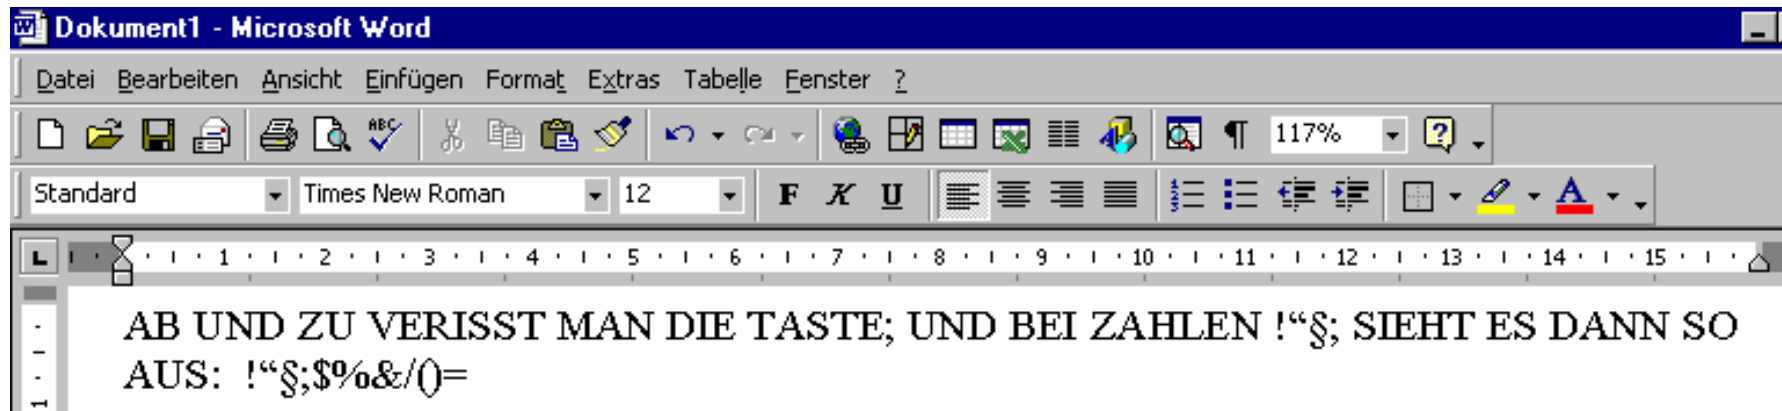 Dokument1 - Microsoft Word
Datei Bearbeiten Ansicht Einfügen Format Extras Tabelle Fenster ?
ABC 117%
Standard Times New Roman 12 F K U A
L 1 2 3 4 5 6 7 8 9 10 11 12 13 14 15
AB UND ZU VERISST MAN DIE TASTE; UND BEI ZAHLEN !“§; SIEHT ES DANN SO
AUS:  !“§;$%&/()=
1